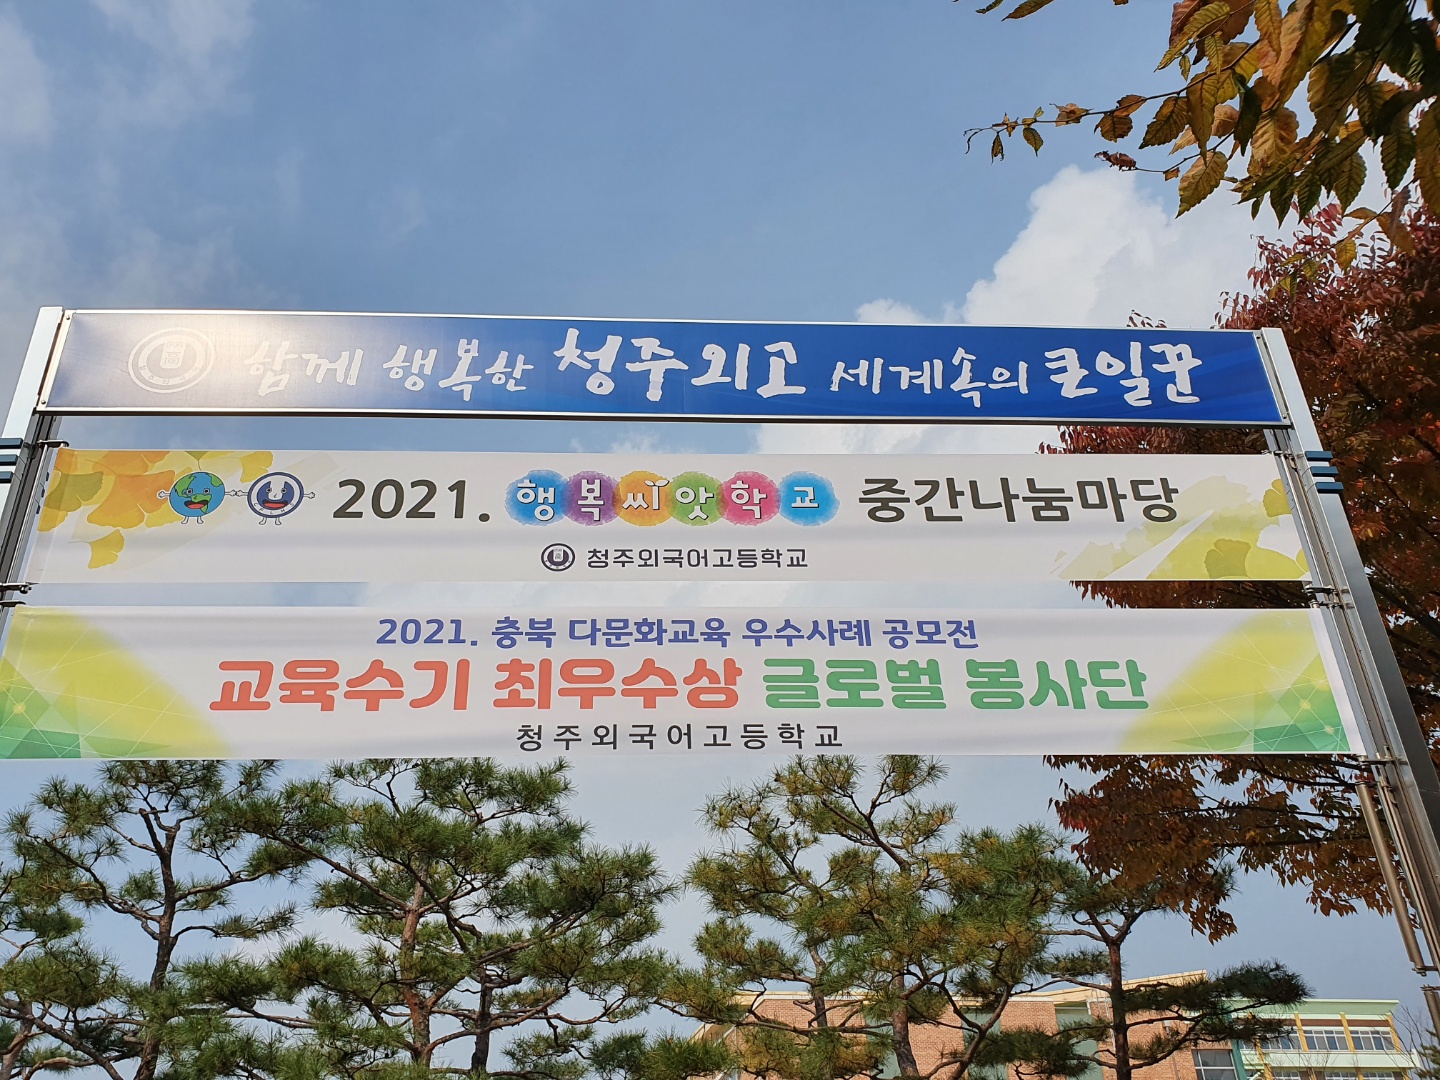 함께 행복한 청주외고 세계속의 큰일꾼
2021. 행복씨앗학교 중간나눔마당
청주외국어고등학교
2021. 충북 다문화교육 우수사례 공모전
교육수기 최우수상 글로벌 봉사단
청주외국어고등학교